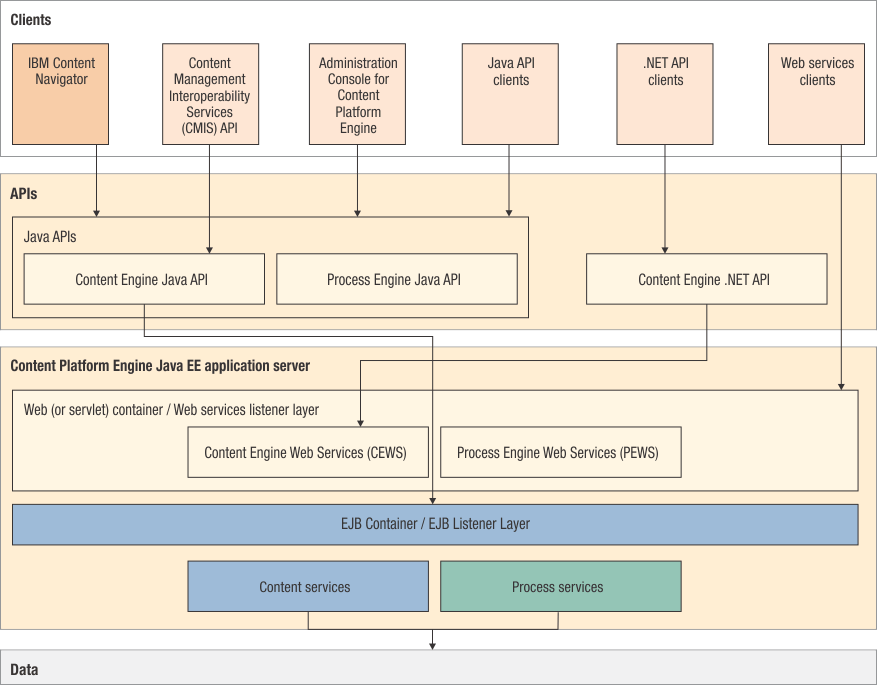 Clients
IBM Content
Navigator
Content
Management
Interoperability
Services
(CMIS) API
Administration
Console for
Content
Platform
Engine
Java API
clients
.NET API
clients
Web services
clients
APIs
Java APIs
Content Engine Java API
Process Engine Java API
Content Engine .NET API
Content Platform Engine Java EE application server
Web (or servlet) container / Web services listener layer
Content Engine Web Services (CEWS)
Process Engine Web Services (PEWS)
EJB Container / EJB Listener Layer
Content services
Process services
Data